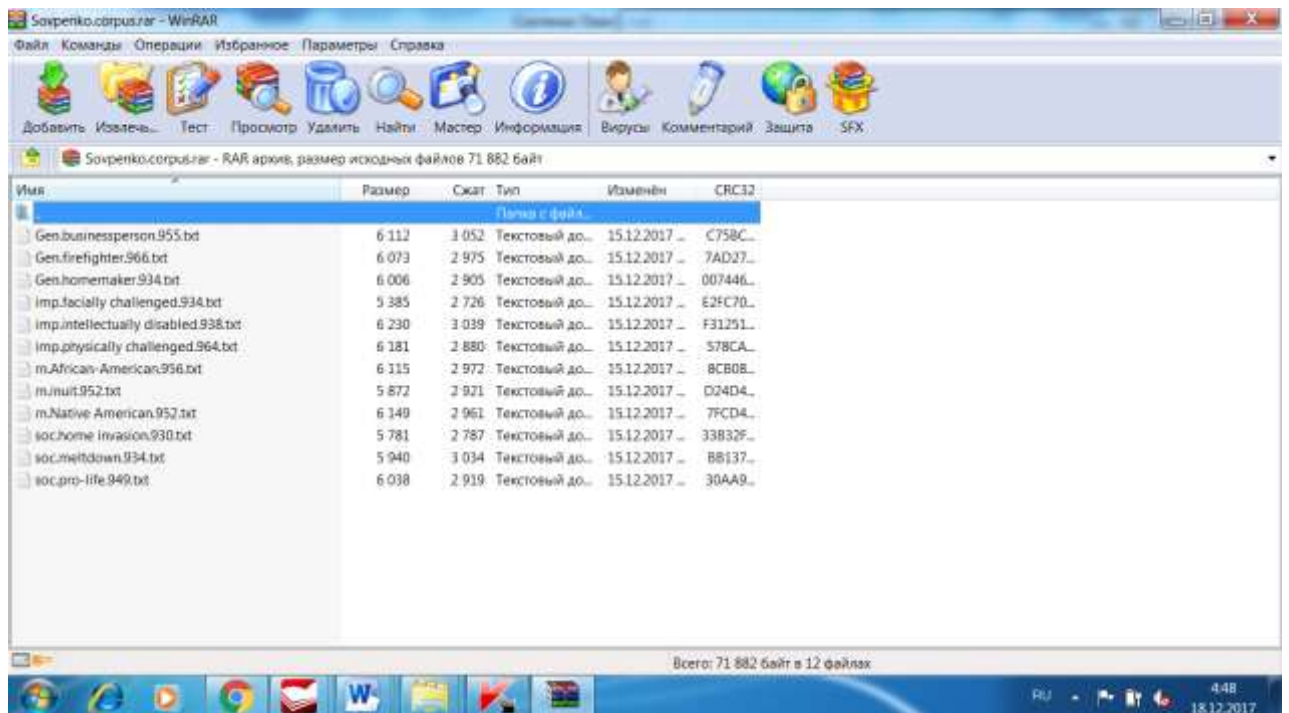 Sovpenko.corpus.rar - WinRAR
Файл Команды Операции Избранное Параметры Справка
Добавить Извлечь... Тест Просмотр Удалить Найти Мастер Информация Вирусы Комментарий Защита SFX
Sovpenko.corpus.rar - RAR архив, размер исходных файлов 71 882 байт
Имя Размер Сжат Тип Изменён CRC32
.. Папка с файл...
Gen.businessperson.955.txt 6 112 3 052 Текстовый до... 15.12.2017 ... C75BC...
Gen.firefighter.966.txt 6 073 2 975 Текстовый до... 15.12.2017 ... 7AD27...
Gen.homemaker.934.txt 6 006 2 905 Текстовый до... 15.12.2017 ... 007446...
imp.facially challenged.934.txt 5 385 2 726 Текстовый до... 15.12.2017 ... E2FC70...
imp.intellectually disabled.938.txt 6 230 3 039 Текстовый до... 15.12.2017 ... F31251...
imp.physically challenged.964.txt 6 181 2 880 Текстовый до... 15.12.2017 ... 578CA...
m.African-American.956.txt 6 115 2 972 Текстовый до... 15.12.2017 ... 8CB0B...
m.inuit.952.txt 5 872 2 921 Текстовый до... 15.12.2017 ... D24D4...
m.Native American.952.txt 6 149 2 961 Текстовый до... 15.12.2017 ... 7FCD4...
soc.home invasion.930.txt 5 781 2 787 Текстовый до... 15.12.2017 ... 33B32F...
soc.meltdown.934.txt 5 940 3 034 Текстовый до... 15.12.2017 ... BB137...
soc.pro-life.949.txt 6 038 2 919 Текстовый до... 15.12.2017 ... 30AA9...
Всего: 71 882 байт в 12 файлах
RU 4:48
18.12.2017